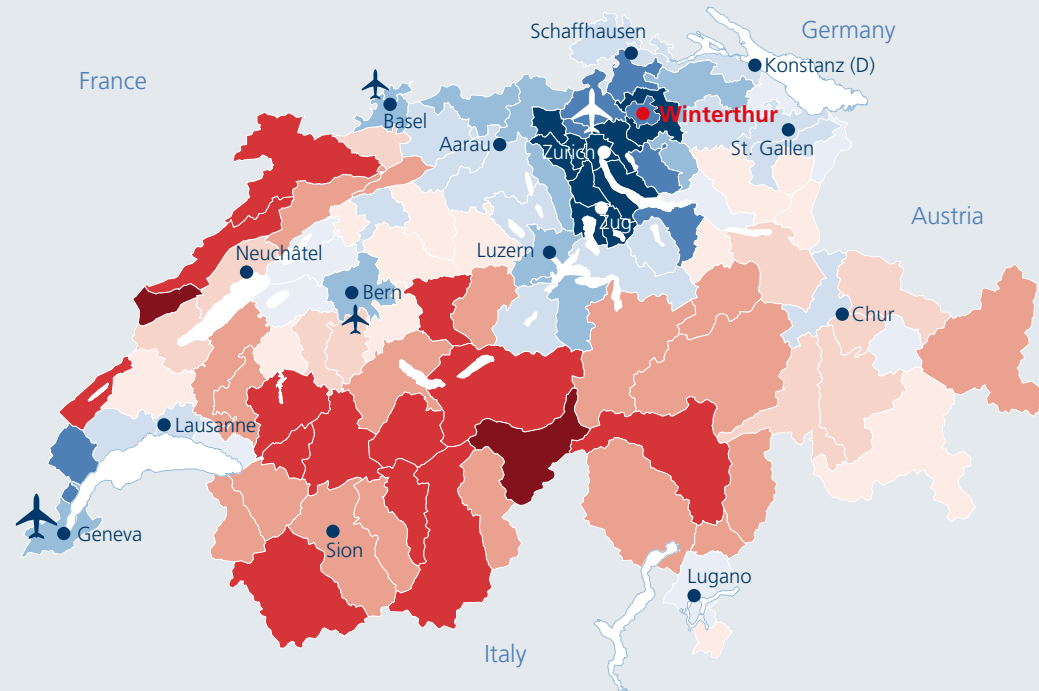 Schaffhausen
Germany
France
Konstanz (D)
Basel
Winterthur
Aarau
Zurich
St. Gallen
Zug
Austria
Neuchâtel
Luzern
Bern
Chur
Lausanne
Geneva
Sion
Lugano
Italy